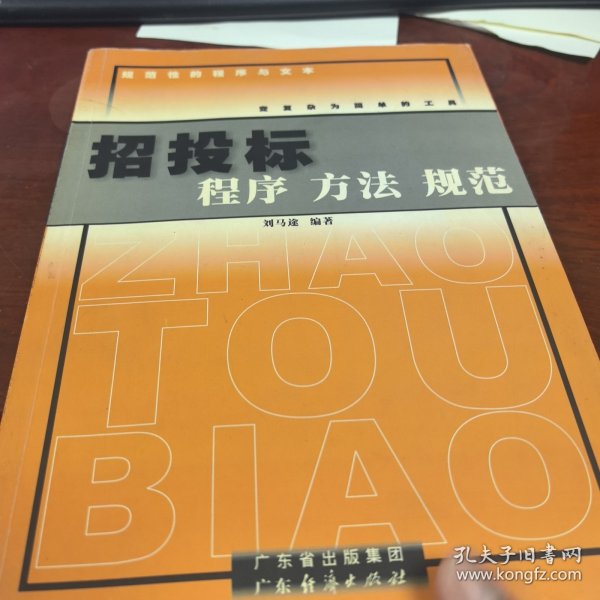 规范性的程序与文本
变复杂为简单的工具
招投标
程序 方法 规范
刘马途 编著
ZHAO
TOU
BIAO
广东省出版集团
广东经济出版社
孔夫子旧书网
www.kongfz.com